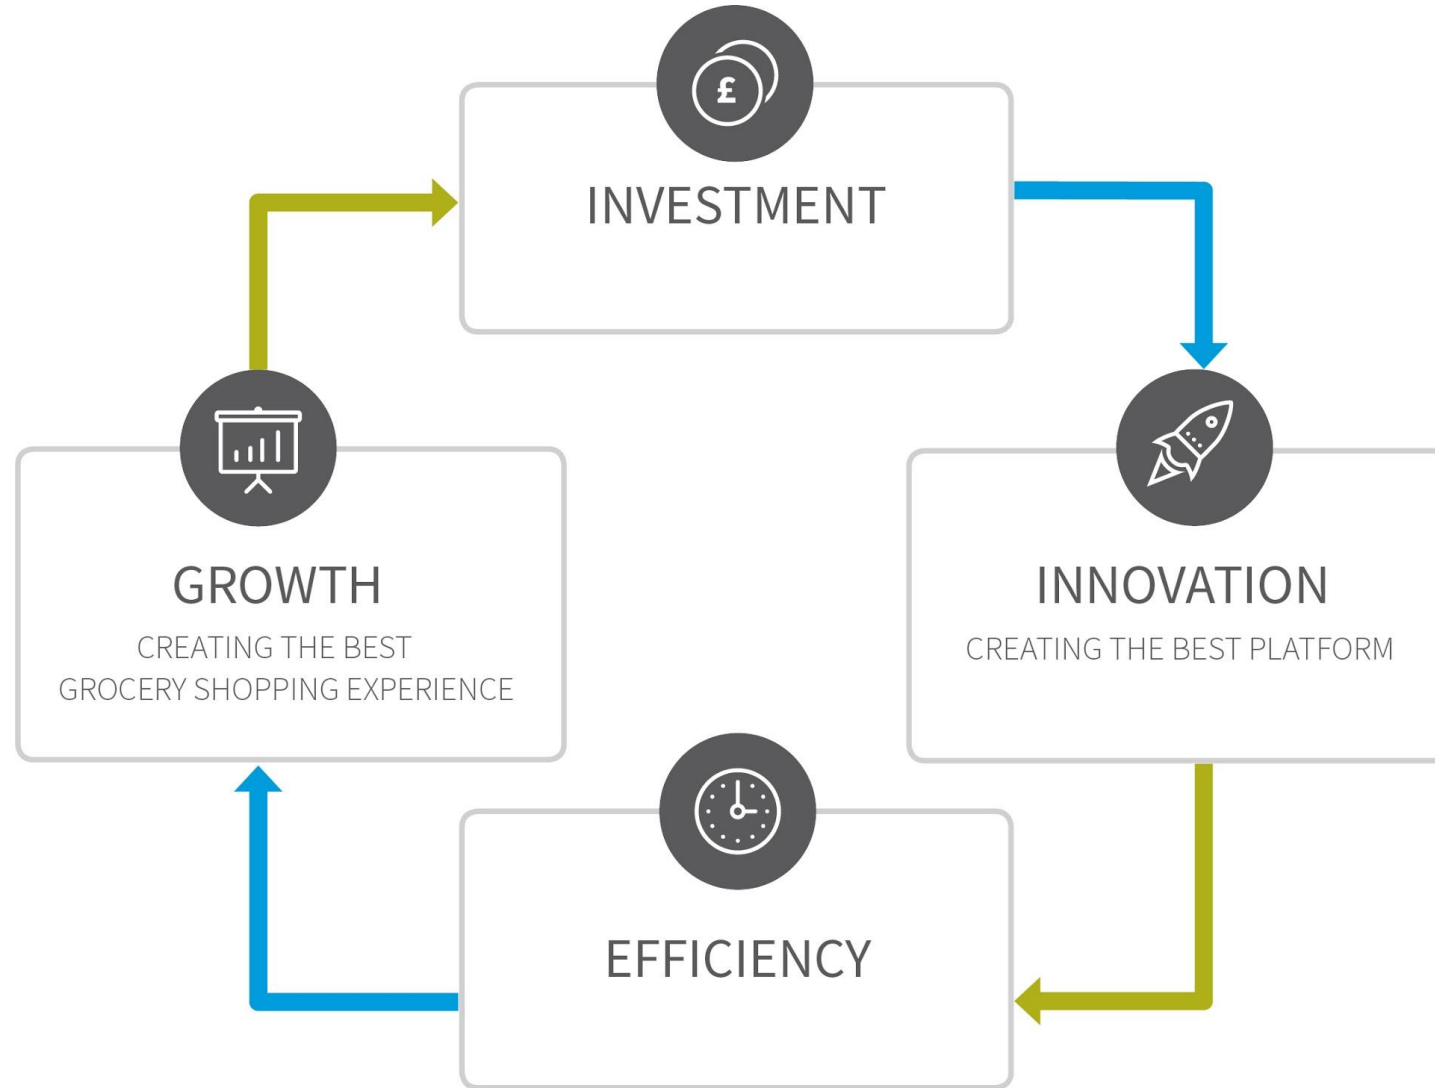 £
INVESTMENT
GROWTH
CREATING THE BEST
GROCERY SHOPPING EXPERIENCE
INNOVATION
CREATING THE BEST PLATFORM
EFFICIENCY